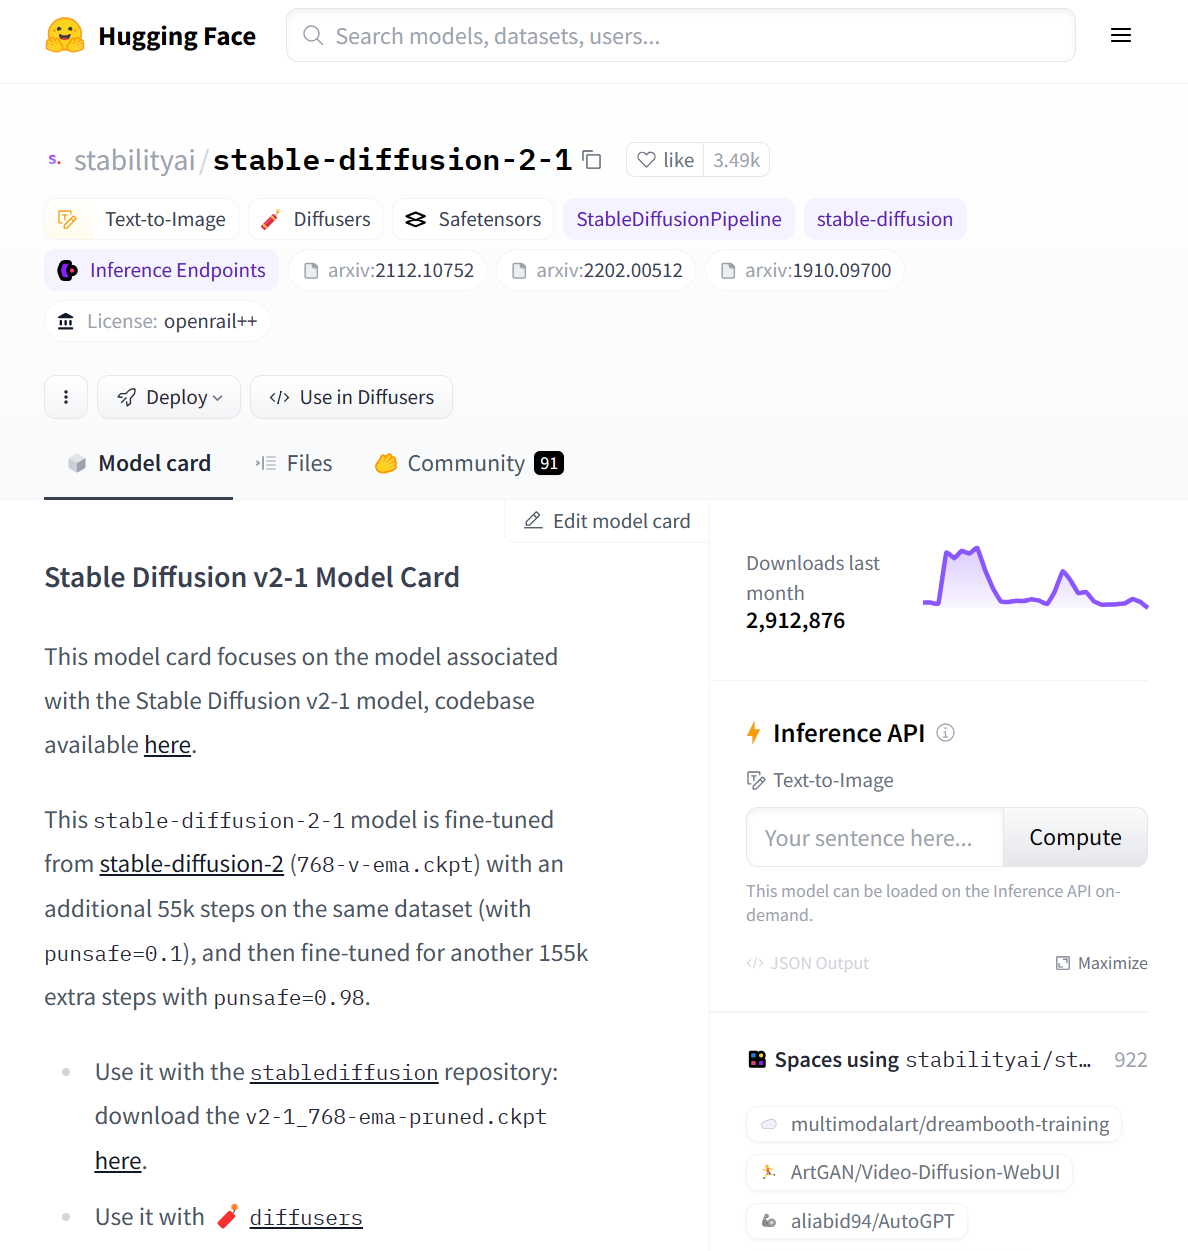 Hugging Face
Search models, datasets, users...
s.
stabilityai/stable-diffusion-2-1
like 3.49k
Text-to-Image Diffusers Safetensors StableDiffusionPipeline stable-diffusion
Inference Endpoints arxiv:2112.10752 arxiv:2202.00512 arxiv:1910.09700
License: openrail++
Deploy </> Use in Diffusers
Model card Files Community 91
Edit model card
Stable Diffusion v2-1 Model Card
This model card focuses on the model associated
with the Stable Diffusion v2-1 model, codebase
available here.
This stable-diffusion-2-1 model is fine-tuned
from stable-diffusion-2 (768-v-ema.ckpt) with an
additional 55k steps on the same dataset (with
punsafe=0.1), and then fine-tuned for another 155k
extra steps with punsafe=0.98.
Use it with the stablediffusion repository:
download the v2-1_768-ema-pruned.ckpt
here.
Use it with diffusers
Downloads last
month
2,912,876
Inference API
Text-to-Image
Your sentence here... Compute
This model can be loaded on the Inference API on-
demand.
</> JSON Output Maximize
Spaces using stabilityai/st… 922
multimodalart/dreambooth-training
ArtGAN/Video-Diffusion-WebUI
aliabid94/AutoGPT